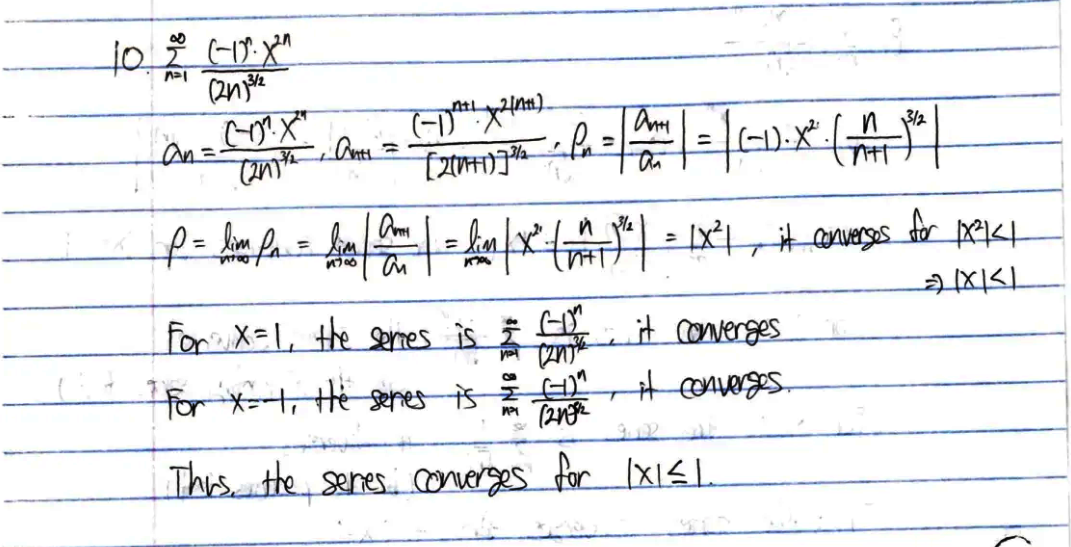 10. \sum_{n=1}^{\infty} \frac{(-1)^n \cdot x^{2n}}{(2n)^{3/2}}
a_n = \frac{(-1)^n \cdot x^{2n}}{(2n)^{3/2}}, a_{n+1} = \frac{(-1)^{n+1} \cdot x^{2(n+1)}}{[2(n+1)]^{3/2}}, \rho_n = \left|\frac{a_{n+1}}{a_n}\right| = \left|(-1) \cdot x^2 \cdot \left(\frac{n}{n+1}\right)^{3/2}\right|
\rho = \lim_{n\to\infty} \rho_n = \lim_{n\to\infty} \left|\frac{a_{n+1}}{a_n}\right| = \lim_{n\to\infty} \left|x^2 \cdot \left(\frac{n}{n+1}\right)^{3/2}\right| = |x^2|, it converges for |x^2|<1
⇒ |x|<1
For x=1, the series is \sum_{n=1}^{\infty} \frac{(-1)^n}{(2n)^{3/2}}, it converges
For x=-1, the series is \sum_{n=1}^{\infty} \frac{(-1)^n}{(2n)^{3/2}}, it converges.
Thus, the series converges for |x|≤1.